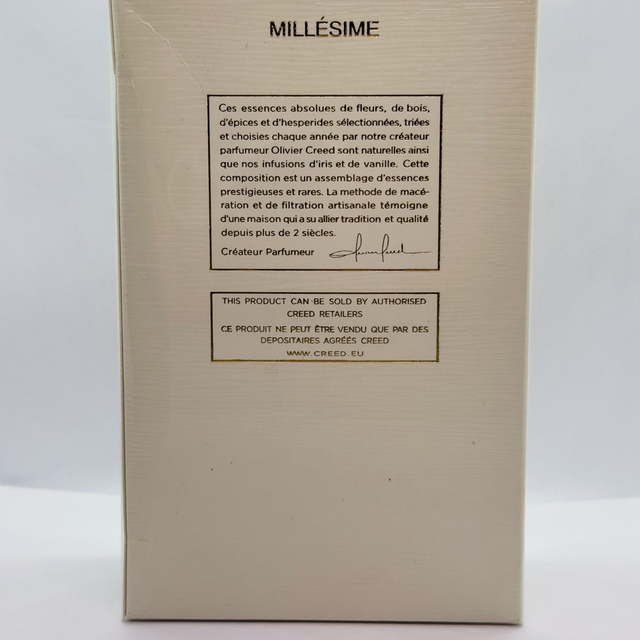 MILLÉSIME
Ces essences absolues de fleurs, de bois,
d'épices et d'hesperides sélectionnées, triées
et choisies chaque année par notre créateur
parfumeur Olivier Creed sont naturelles ainsi
que nos infusions d'iris et de vanille. Cette
composition est un assemblage d'essences
prestigieuses et rares. La methode de macé-
ration et de filtration artisanale témoigne
d'une maison qui a su allier tradition et qualité
depuis plus de 2 siècles.
Créateur Parfumeur
THIS PRODUCT CAN BE SOLD BY AUTHORISED
CREED RETAILERS
CE PRODUIT NE PEUT ÊTRE VENDU QUE PAR DES
DEPOSITAIRES AGRÉÉS CREED
WWW.CREED.EU